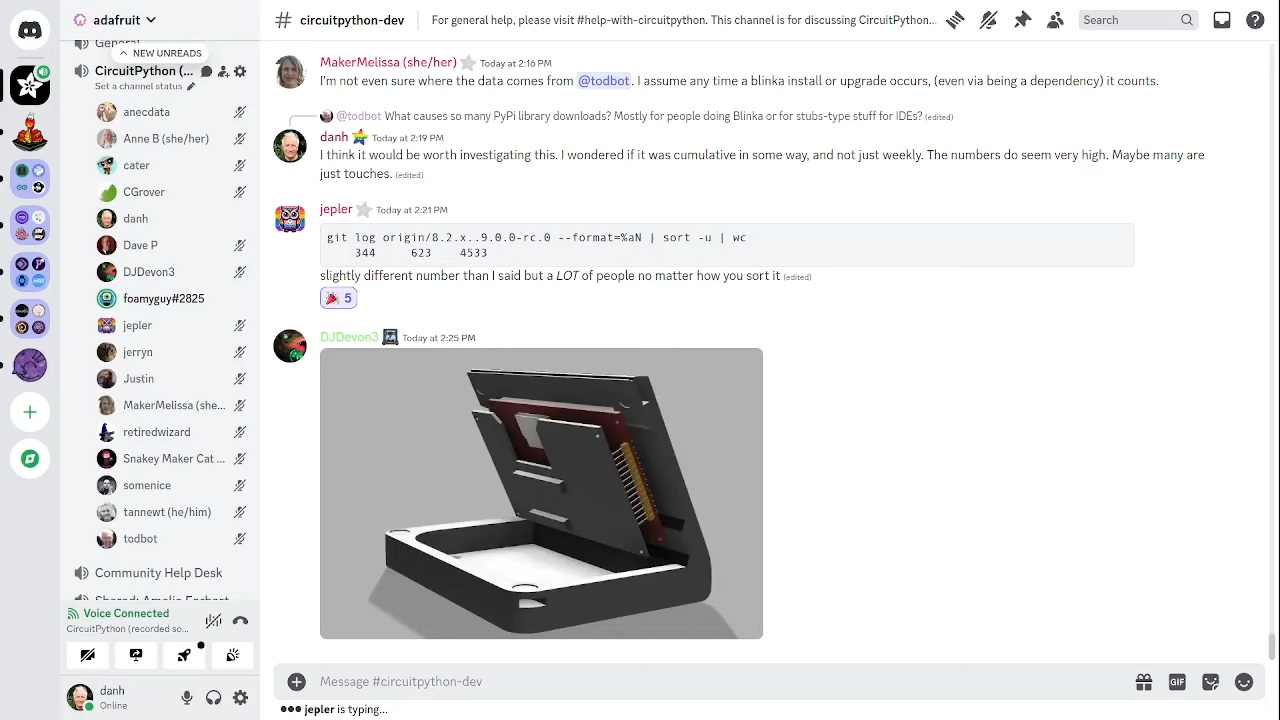 adafruit
# circuitpython-dev
For general help, please visit #help-with-circuitpython. This channel is for discussing CircuitPython...
Search
General
NEW UNREADS
CircuitPython (...
Set a channel status
anecdata
Anne B (she/her)
cater
CGrover
danh
Dave P
DJDevon3
foamyguy#2825
jepler
jerryn
Justin
MakerMelissa (she...
retiredwizard
Snakey Maker Cat ...
somenice
tannewt (he/him)
todbot
Community Help Desk
Voice Connected
CircuitPython (recorded so...
danh
Online
MakerMelissa (she/her) Today at 2:16 PM
I'm not even sure where the data comes from @todbot. I assume any time a blinka install or upgrade occurs, (even via being a dependency) it counts.
@todbot What causes so many PyPi library downloads? Mostly for people doing Blinka or for stubs-type stuff for IDEs? (edited)
danh Today at 2:19 PM
I think it would be worth investigating this. I wondered if it was cumulative in some way, and not just weekly. The numbers do seem very high. Maybe many are
just touches. (edited)
jepler Today at 2:21 PM
git log origin/8.2.x..9.0.0-rc.0 --format=%aN | sort -u | wc
344 623 4533
slightly different number than I said but a LOT of people no matter how you sort it (edited)
5
DJDevon3 Today at 2:25 PM
Message #circuitpython-dev
GIF
jepler is typing...